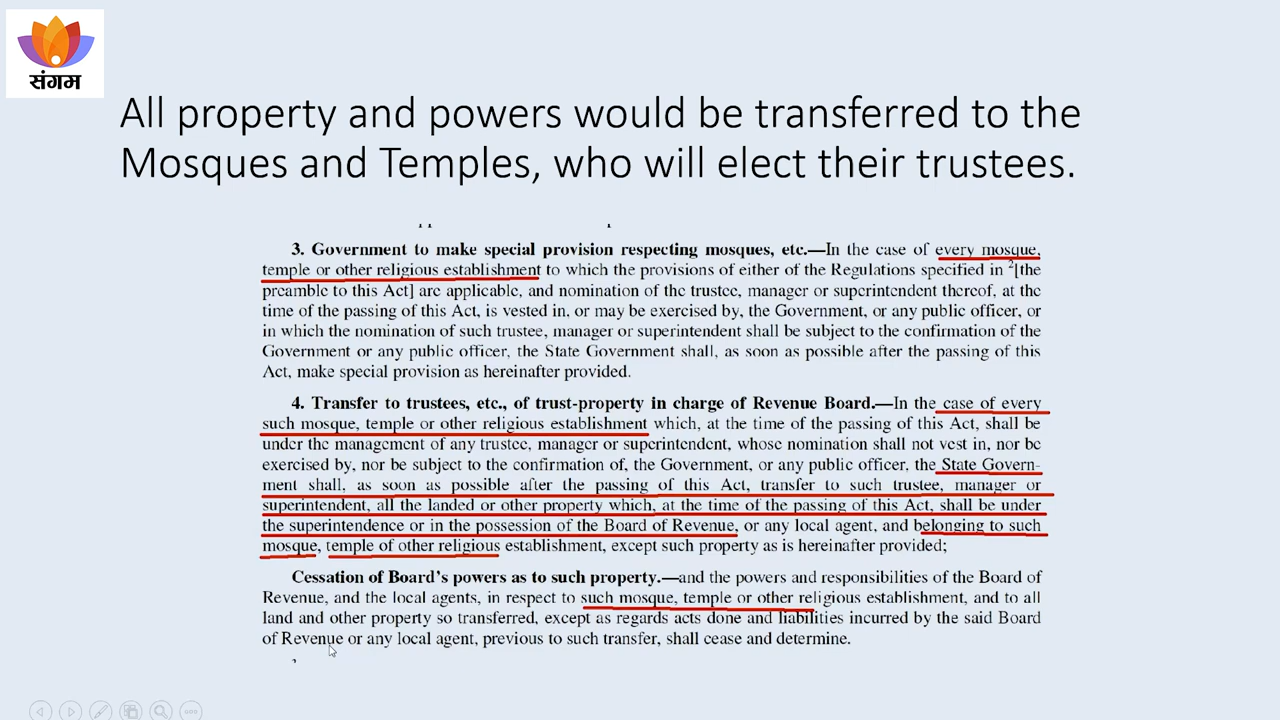 संगम
All property and powers would be transferred to the
Mosques and Temples, who will elect their trustees.
3. Government to make special provision respecting mosques, etc.—In the case of every mosque,
temple or other religious establishment to which the provisions of either of the Regulations specified in ²[the
preamble to this Act] are applicable, and nomination of the trustee, manager or superintendent thereof, at the
time of the passing of this Act, is vested in, or may be exercised by, the Government, or any public officer, or
in which the nomination of such trustee, manager or superintendent shall be subject to the confirmation of the
Government or any public officer, the State Government shall, as soon as possible after the passing of this
Act, make special provision as hereinafter provided.
4. Transfer to trustees, etc., of trust-property in charge of Revenue Board.—In the case of every
such mosque, temple or other religious establishment which, at the time of the passing of this Act, shall be
under the management of any trustee, manager or superintendent, whose nomination shall not vest in, nor be
exercised by, nor be subject to the confirmation of, the Government, or any public officer, the State Govern-
ment shall, as soon as possible after the passing of this Act, transfer to such trustee, manager or
superintendent, all the landed or other property which, at the time of the passing of this Act, shall be under
the superintendence or in the possession of the Board of Revenue, or any local agent, and belonging to such
mosque, temple of other religious establishment, except such property as is hereinafter provided;
Cessation of Board's powers as to such property.—and the powers and responsibilities of the Board of
Revenue, and the local agents, in respect to such mosque, temple or other religious establishment, and to all
land and other property so transferred, except as regards acts done and liabilities incurred by the said Board
of Revenue or any local agent, previous to such transfer, shall cease and determine.